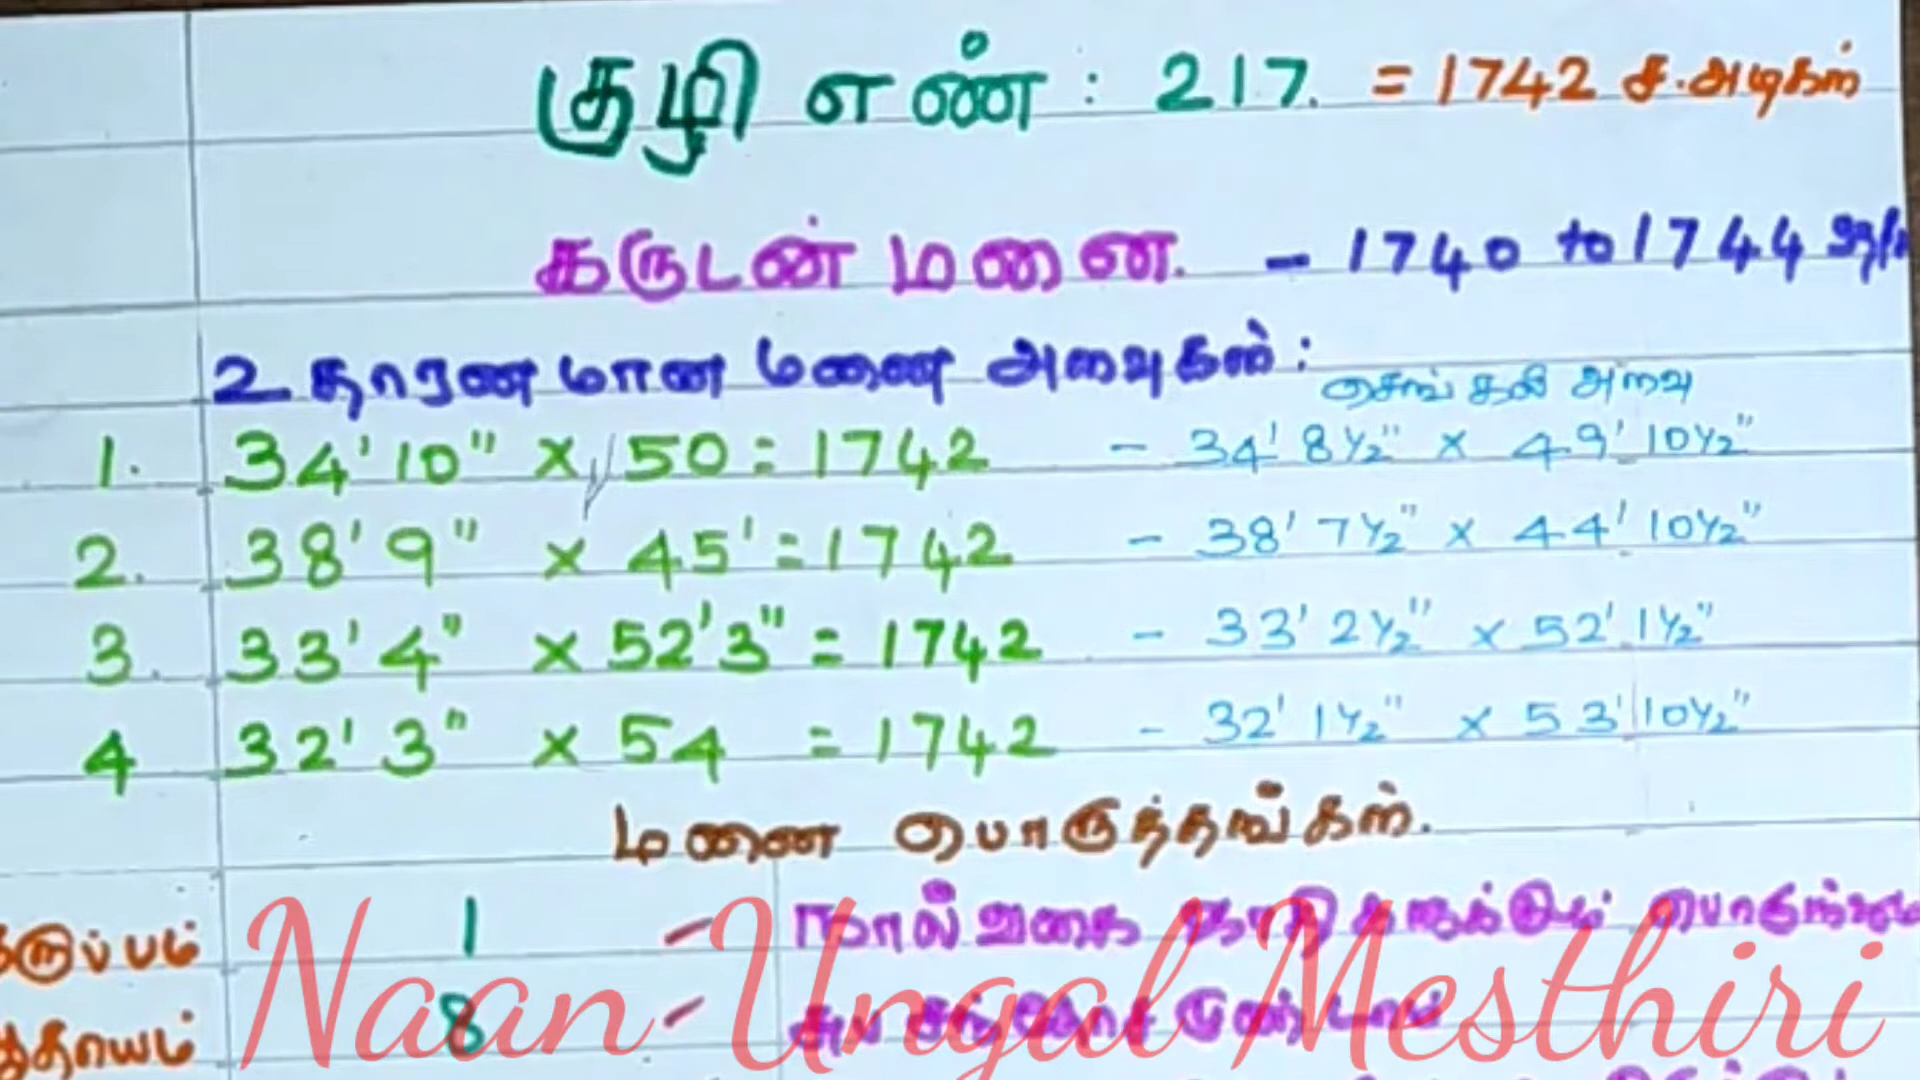 குழி எண் : 217. = 1742 ச.அடிகள்
கருடன் மனை. - 1740 to 1744
உதாரணமான மனை அளவுகள் :
செங்கல் அளவு
1. 34' 10" x 50 = 1742 - 34' 8½" x 49' 10½"
2. 38' 9" x 45' = 1742 - 38' 7½" x 44' 10½"
3. 33' 4" x 52' 3" = 1742 - 33' 2½" x 52' 1½"
4 32' 3" x 54 = 1742 - 32' 1½" x 53' 10½"
மனை பொருத்தங்கள்.
1 - நால் வகை
8 -
Naan Ungal Mesthiri